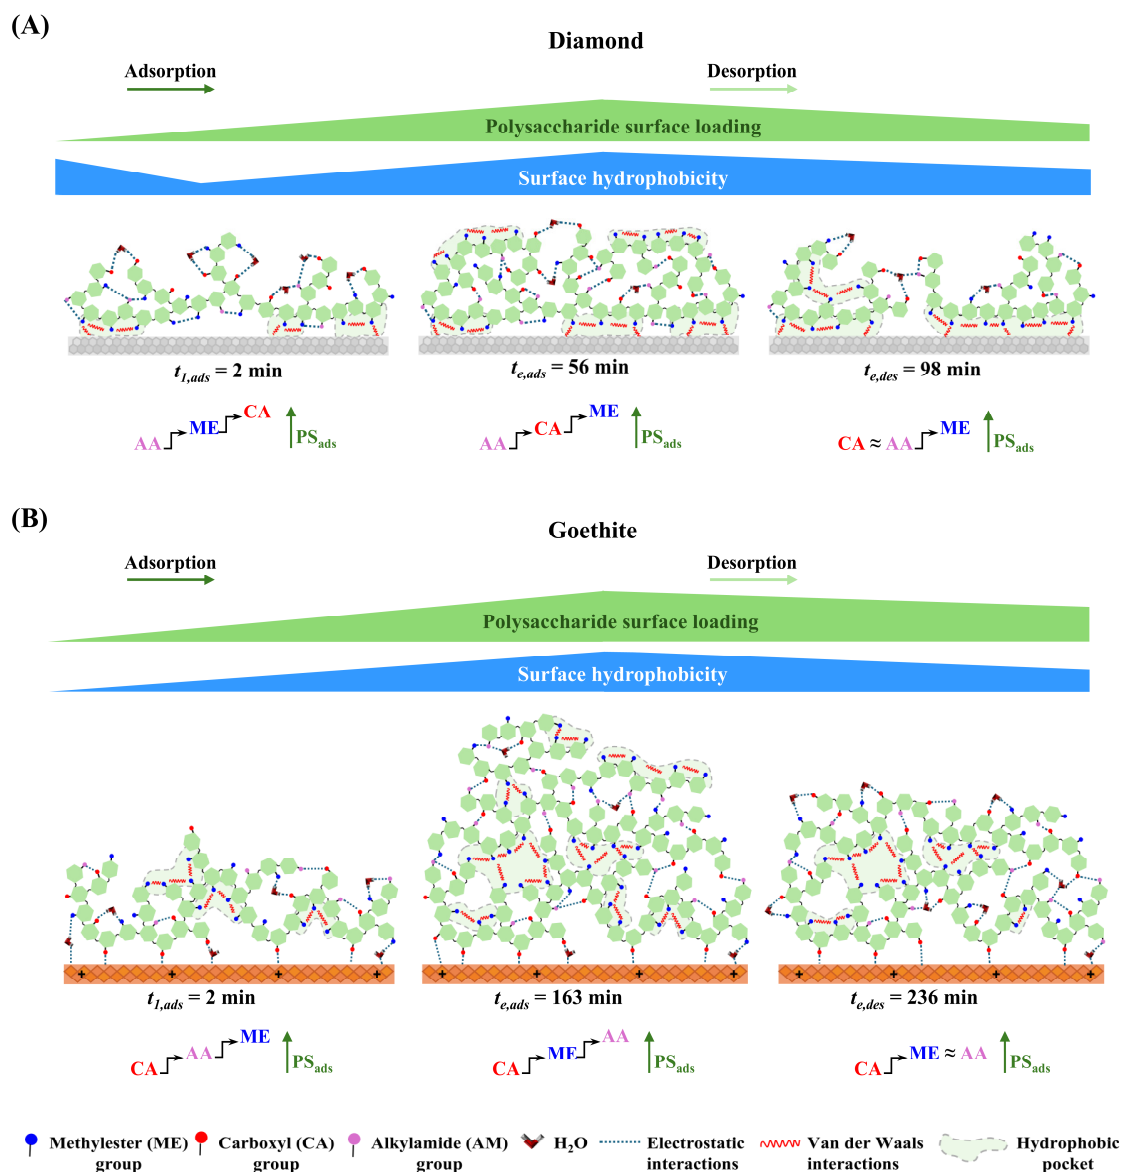 (A)
Diamond
Adsorption
Desorption
Polysaccharide surface loading
Surface hydrophobicity
t1,ads = 2 min
te,ads = 56 min
te,des = 98 min
AA ME CA PSads
AA CA ME PSads
CA ≈ AA ME PSads
(B)
Goethite
Adsorption
Desorption
Polysaccharide surface loading
Surface hydrophobicity
+ + + +
+ + + +
+ + + +
t1,ads = 2 min
te,ads = 163 min
te,des = 236 min
CA AA ME PSads
CA ME AA PSads
CA ME ≈ AA PSads
Methylester (ME) group
Carboxyl (CA) group
Alkylamide (AM) group
H2O
Electrostatic interactions
Van der Waals interactions
Hydrophobic pocket